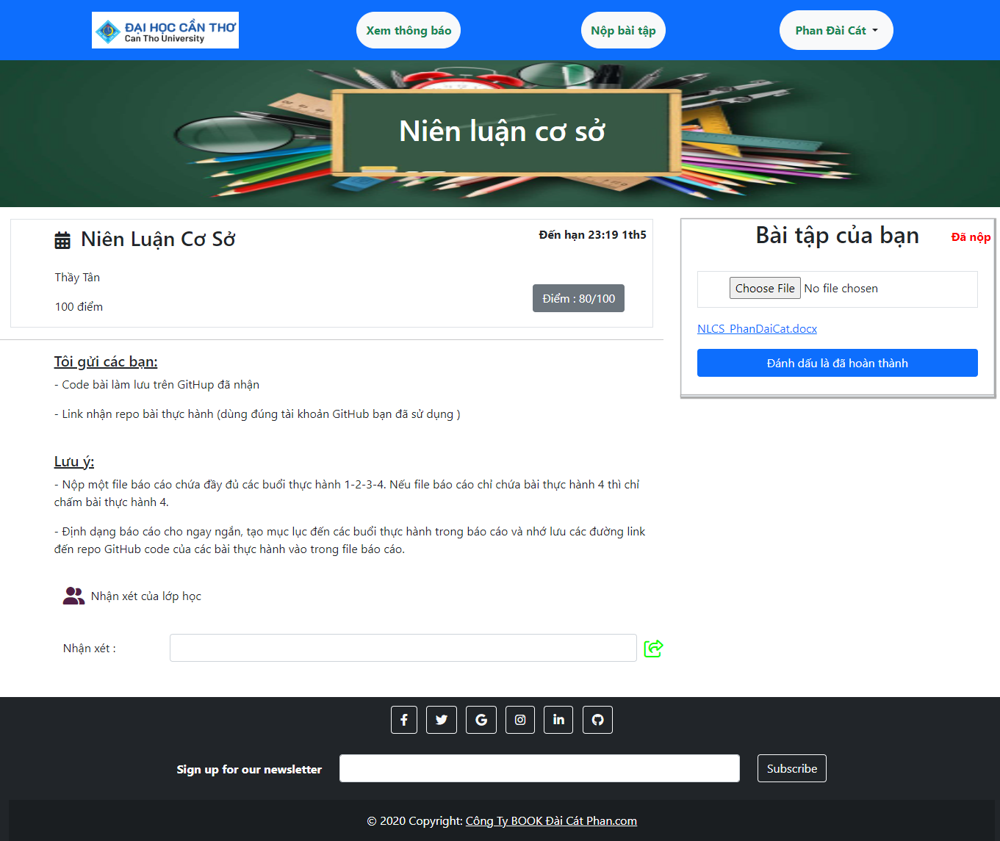 ĐẠI HỌC CẦN THƠ
Can Tho University
Xem thông báo
Nộp bài tập
Phan Đài Cát
Niên luận cơ sở
Niên Luận Cơ Sở
Đến hạn 23:19 1th5
Thầy Tân
100 điểm
Điểm : 80/100
Bài tập của bạn
Đã nộp
Choose File No file chosen
NLCS_PhanDaiCat.docx
Đánh dấu là đã hoàn thành
Tôi gửi các bạn:
- Code bài làm lưu trên GitHup đã nhận
- Link nhận repo bài thực hành (dùng đúng tài khoản GitHub bạn đã sử dụng )
Lưu ý:
- Nộp một file báo cáo chứa đầy đủ các buổi thực hành 1-2-3-4. Nếu file báo cáo chỉ chứa bài thực hành 4 thì chỉ
chấm bài thực hành 4.
- Định dạng báo cáo cho ngay ngắn, tạo mục lục đến các buổi thực hành trong báo cáo và nhớ lưu các đường link
đến repo GitHub code của các bài thực hành vào trong file báo cáo.
Nhận xét của lớp học
Nhận xét :
Sign up for our newsletter
Subscribe
© 2020 Copyright: Công Ty BOOK Đài Cát Phan.com